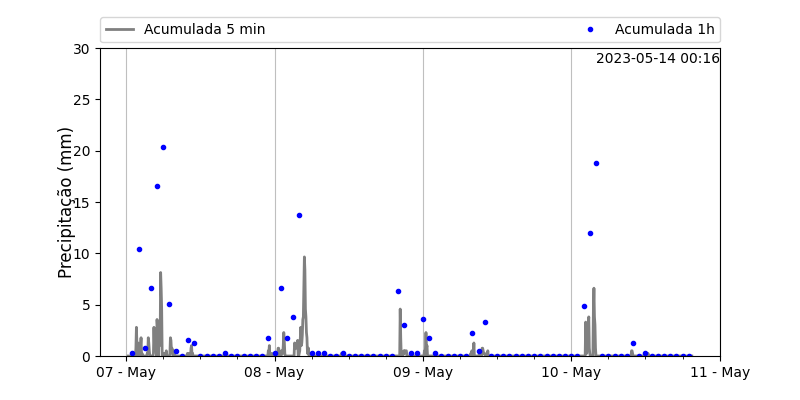 Acumulada 5 min
Acumulada 1h
2023-05-14 00:16
Precipitação (mm)
30
25
20
15
10
5
0
07 - May
08 - May
09 - May
10 - May
11 - May